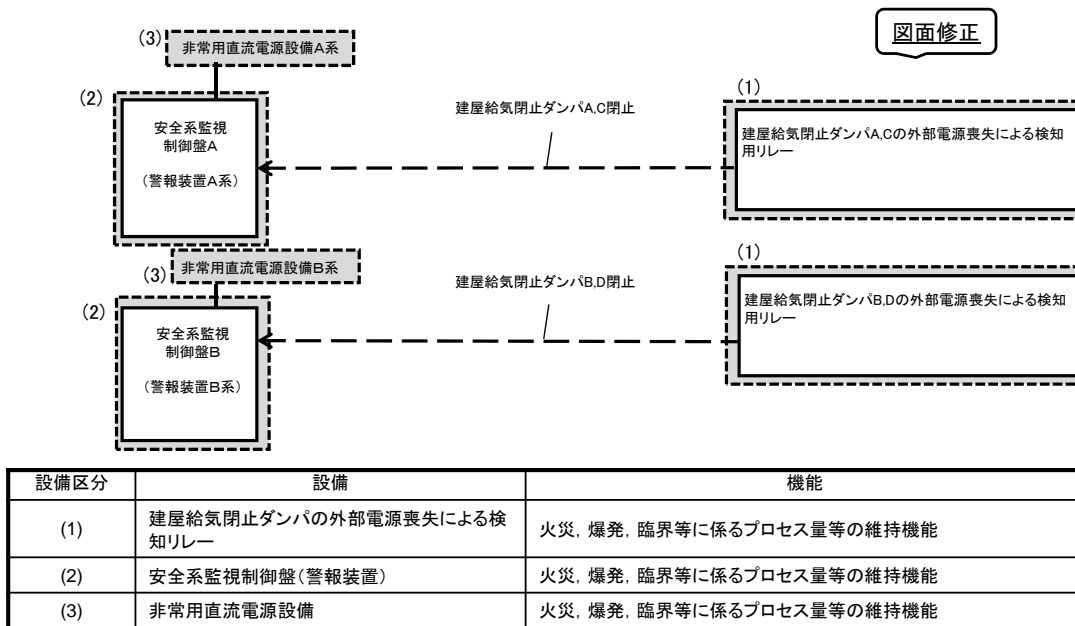 図面修正
(3)
非常用直流電源設備A系
(2)
安全系監視
制御盤A
(警報装置A系)
建屋給気閉止ダンパA,C閉止
(1)
建屋給気閉止ダンパA,Cの外部電源喪失による検知
用リレー
(3)
非常用直流電源設備B系
(2)
安全系監視
制御盤B
(警報装置B系)
建屋給気閉止ダンパB,D閉止
(1)
建屋給気閉止ダンパB,Dの外部電源喪失による検知
用リレー
設備区分 設備 機能
(1) 建屋給気閉止ダンパの外部電源喪失による検
知リレー 火災，爆発，臨界等に係るプロセス量等の維持機能
(2) 安全系監視制御盤(警報装置) 火災，爆発，臨界等に係るプロセス量等の維持機能
(3) 非常用直流電源設備 火災，爆発，臨界等に係るプロセス量等の維持機能